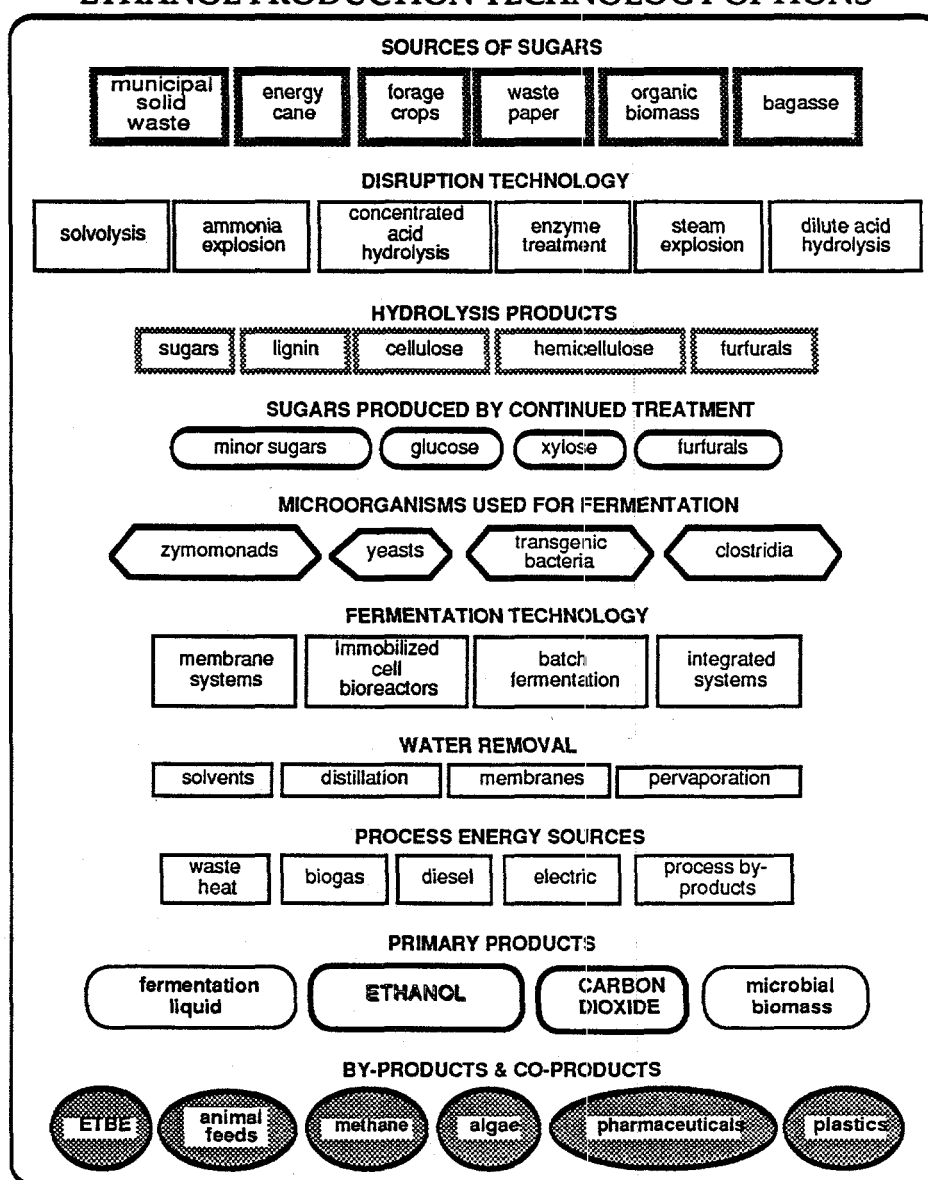 ETHANOL PRODUCTION TECHNOLOGY OPTIONS
SOURCES OF SUGARS
municipal
solid
waste
energy
cane
forage
crops
waste
paper
organic
biomass
bagasse
DISRUPTION TECHNOLOGY
solvolysis
ammonia
explosion
concentrated
acid
hydrolysis
enzyme
treatment
steam
explosion
dilute acid
hydrolysis
HYDROLYSIS PRODUCTS
sugars
lignin
cellulose
hemicellulose
furfurals
SUGARS PRODUCED BY CONTINUED TREATMENT
minor sugars
glucose
xylose
furfurals
MICROORGANISMS USED FOR FERMENTATION
zymomonads
yeasts
transgenic
bacteria
clostridia
FERMENTATION TECHNOLOGY
membrane
systems
immobilized
cell
bioreactors
batch
fermentation
integrated
systems
WATER REMOVAL
solvents
distillation
membranes
pervaporation
PROCESS ENERGY SOURCES
waste
heat
biogas
diesel
electric
process by-
products
PRIMARY PRODUCTS
fermentation
liquid
ETHANOL
CARBON
DIOXIDE
microbial
biomass
BY-PRODUCTS & CO-PRODUCTS
ETBE
animal
feeds
methane
algae
pharmaceuticals
plastics